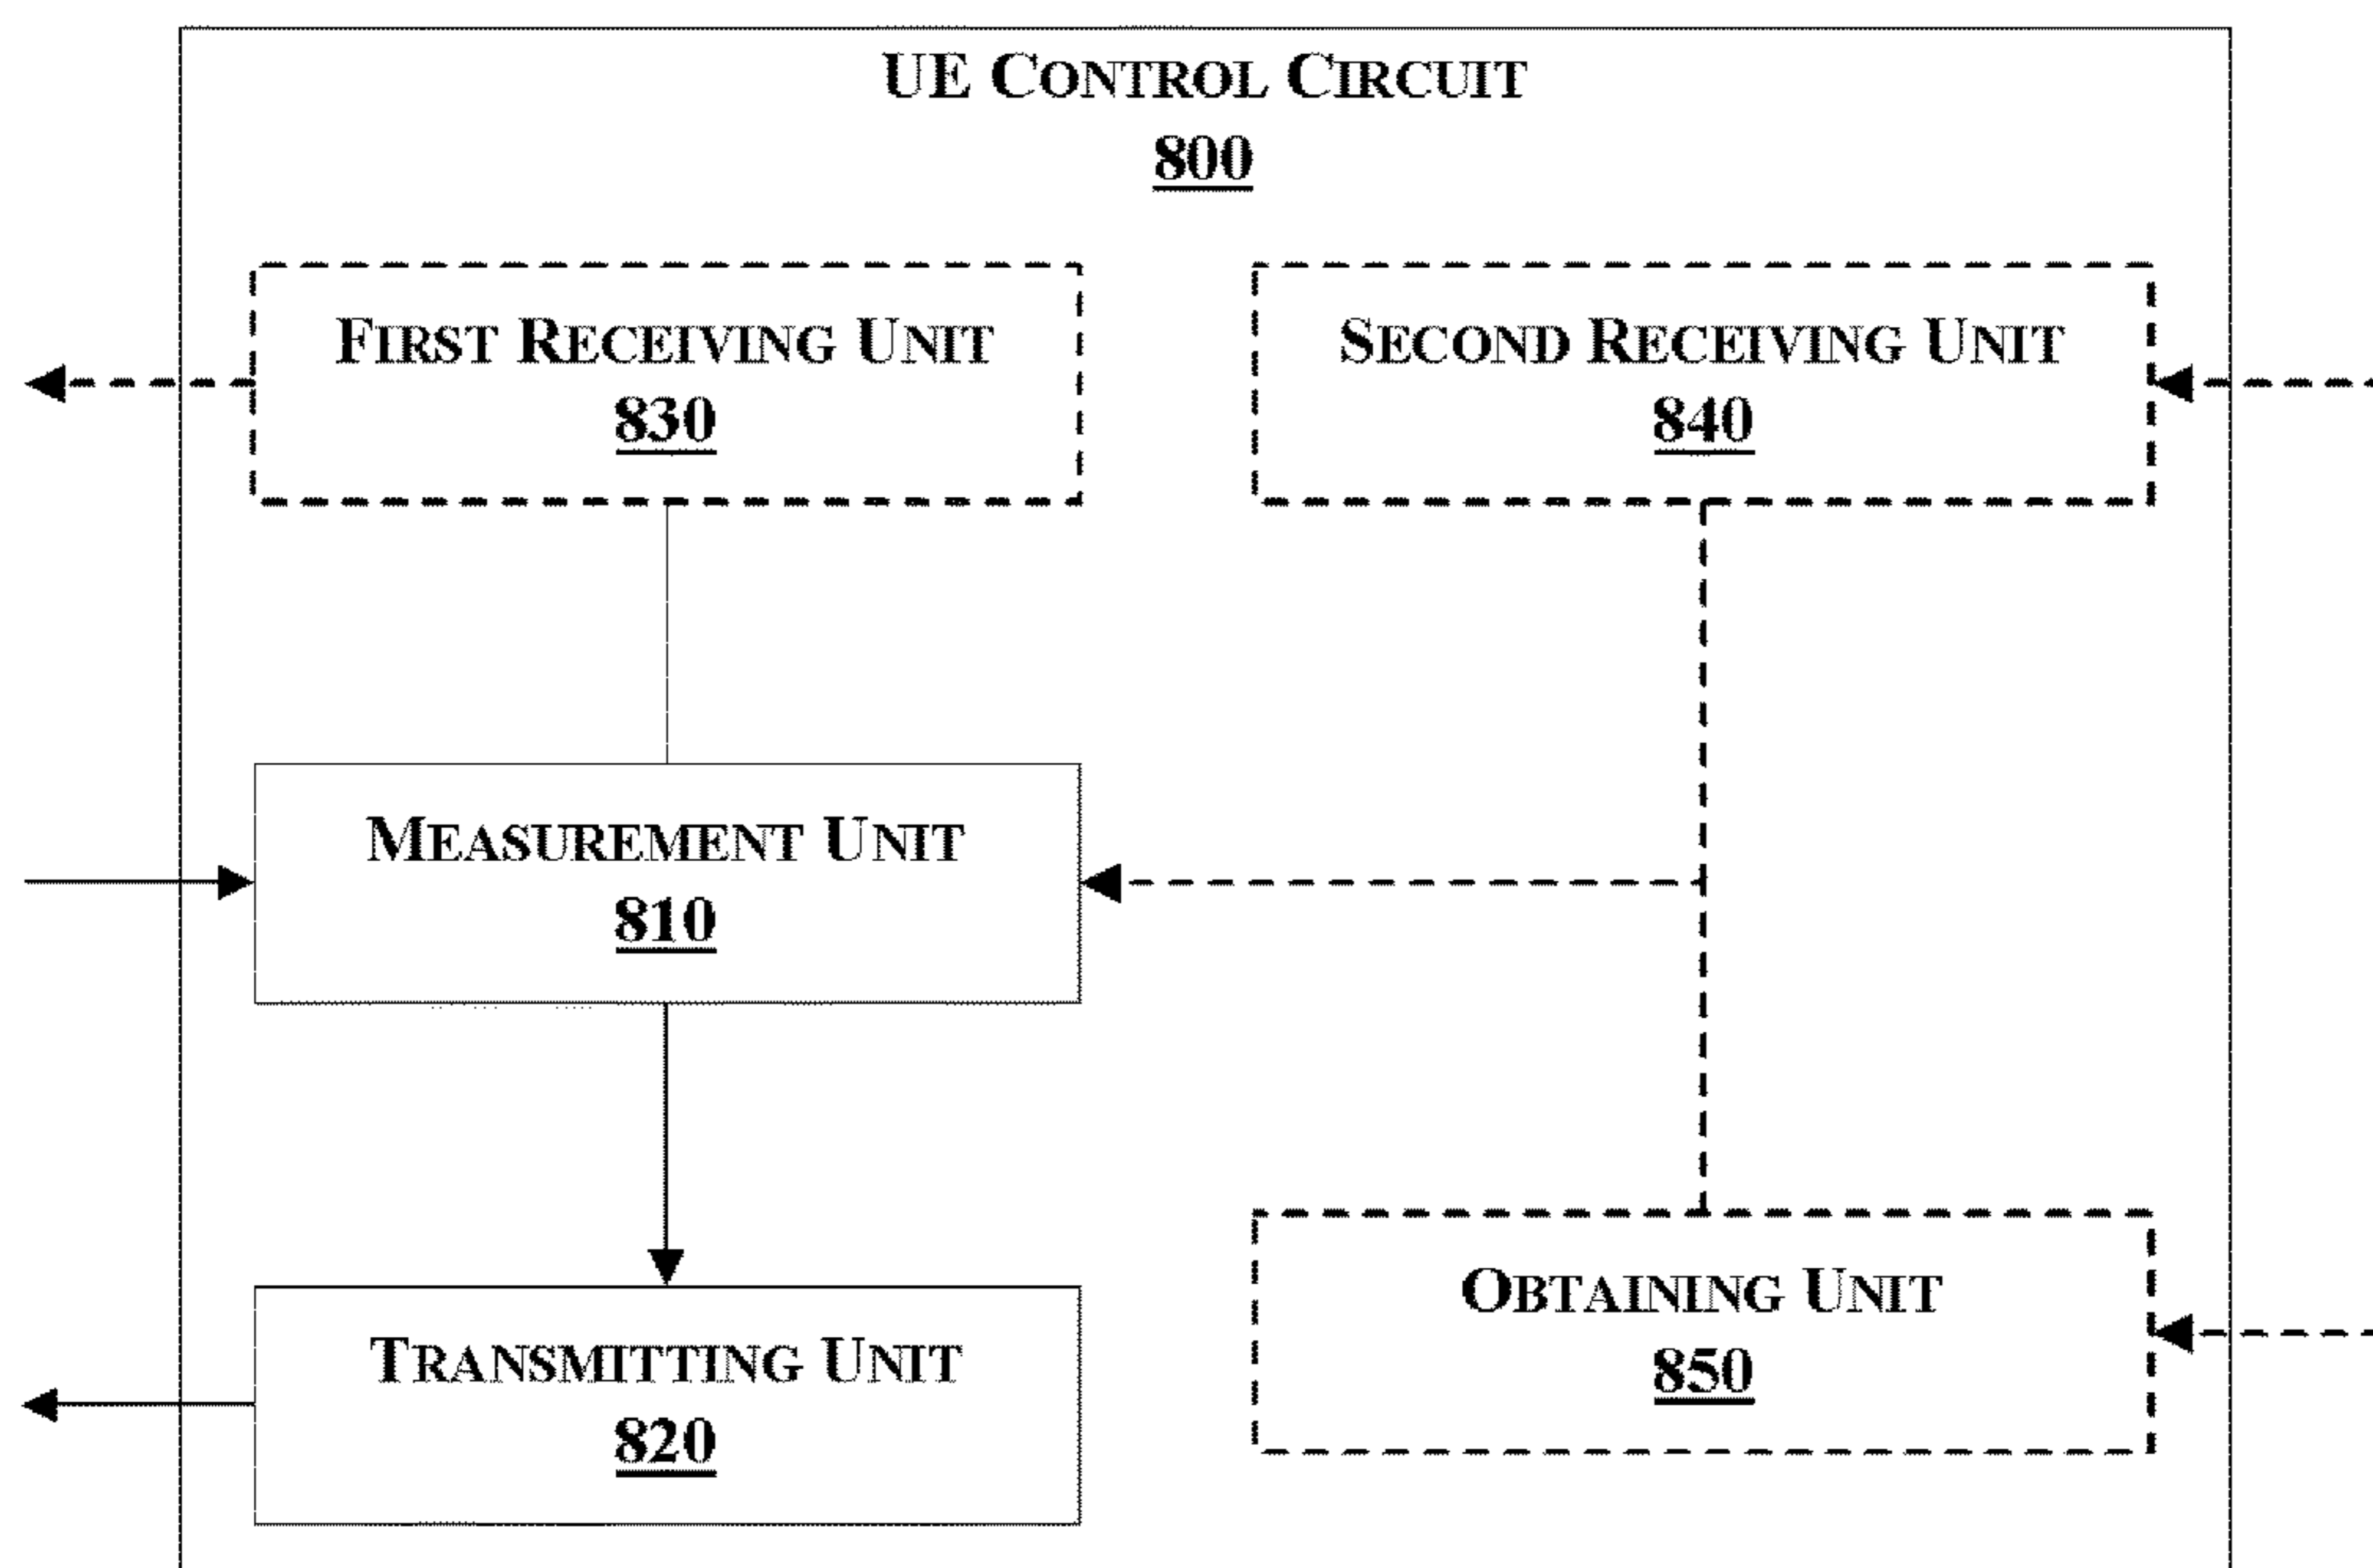 UE CONTROL CIRCUIT
800
FIRST RECEIVING UNIT
830
SECOND RECEIVING UNIT
840
MEASUREMENT UNIT
810
OBTAINING UNIT
850
TRANSMITTING UNIT
820